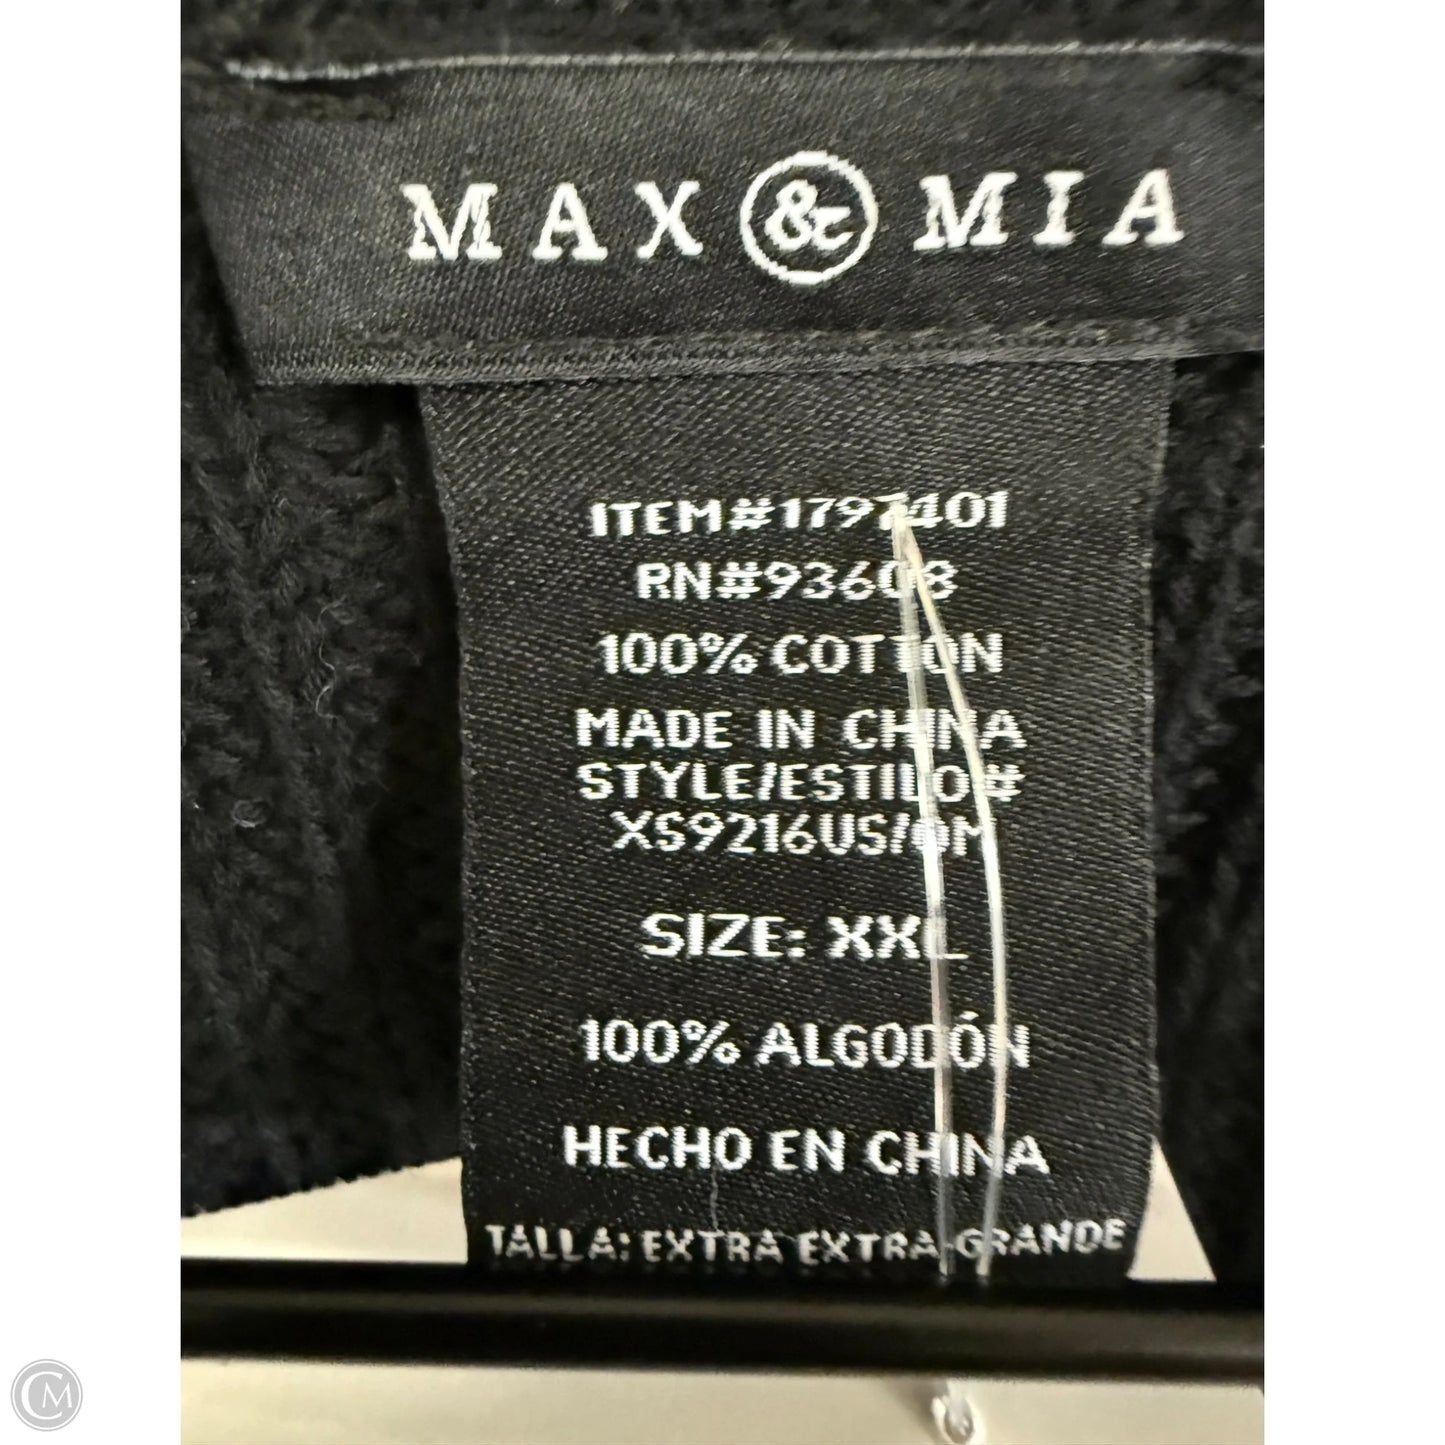 MAX & MIA
ITEM#1797401
RN#93608
100% COTTON
MADE IN CHINA
STYLE/ESTILO#
XS9216US/OM
SIZE: XXL
100% ALGODÓN
HECHO EN CHINA
TALLA: EXTRA EXTRA-GRANDE
CM